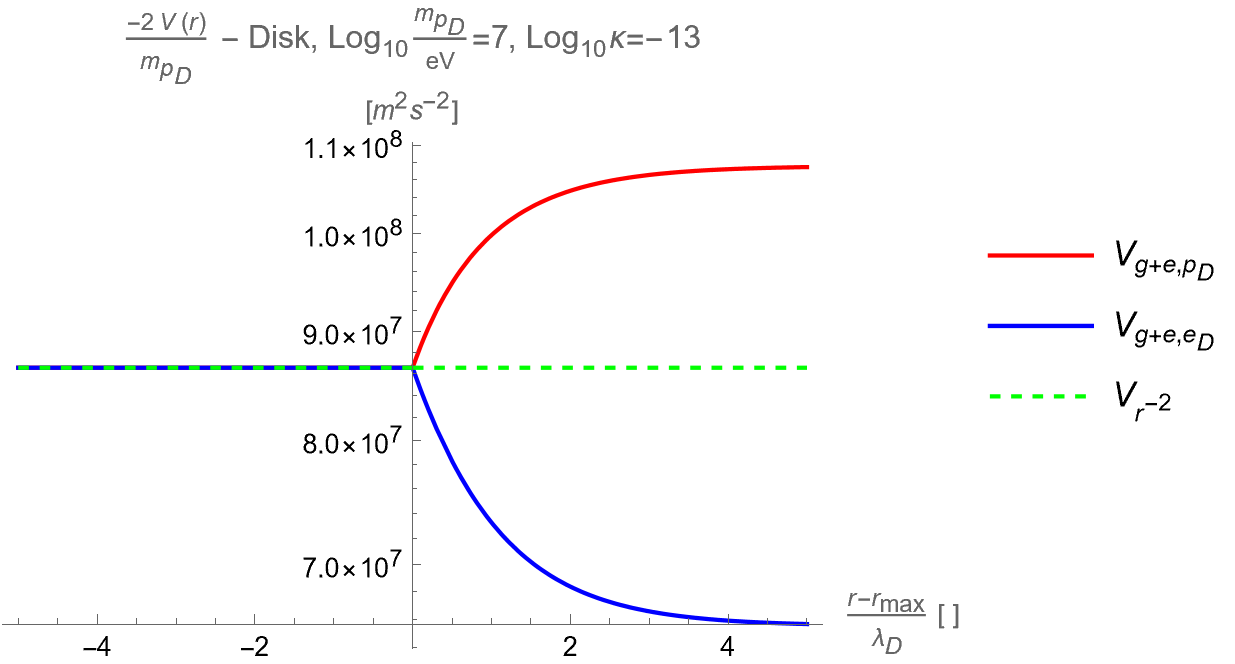 −2 V (r) / m_{p_D} − Disk, Log₁₀ m_{p_D} / eV =7, Log₁₀ κ=−13
[m² s⁻²]
1.1×10⁸
1.0×10⁸
9.0×10⁷
8.0×10⁷
7.0×10⁷
−4 −2 2 4
r−r_max / λ_D [ ]
V_{g+e,p_D}
V_{g+e,e_D}
V_{r⁻²}